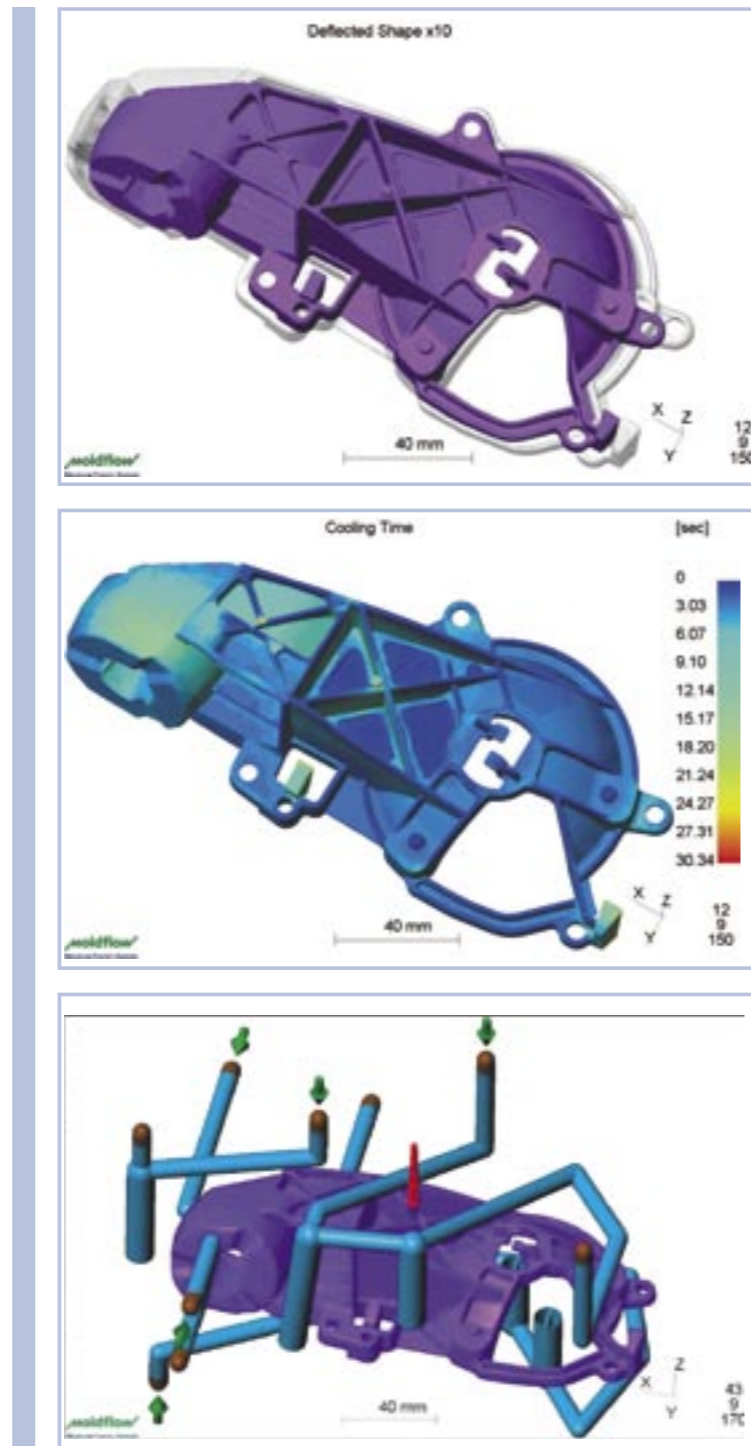 Deflected Shape x10
X
Z
Y
40 mm
12
9
150
moldflow
Cooling Time
[sec]
0
3.03
6.07
9.10
12.14
15.17
18.20
21.24
24.27
27.31
30.34
X
Z
Y
40 mm
12
9
150
moldflow
Z
X
Y
40 mm
43
9
170
moldflow